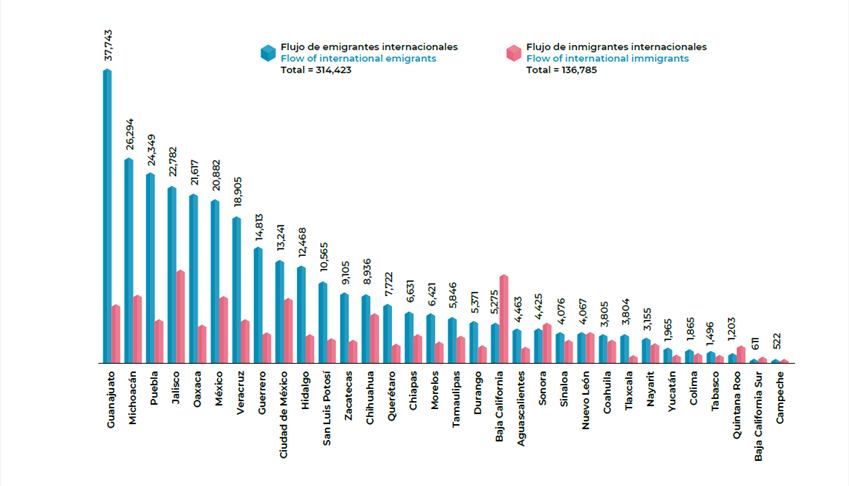 Flujo de emigrantes internacionales
Flow of international emigrants
Total = 314,423
Flujo de inmigrantes internacionales
Flow of international immigrants
Total = 136,785
37,743
26,294
24,349
22,782
21,617
20,882
18,905
14,813
13,241
12,468
10,565
9,105
8,936
7,722
6,631
6,421
5,846
5,371
5,275
4,463
4,425
4,076
4,067
3,805
3,804
3,155
1,965
1,865
1,496
1,203
611
522
Guanajuato
Michoacán
Puebla
Jalisco
Oaxaca
México
Veracruz
Guerrero
Ciudad de México
Hidalgo
San Luis Potosí
Zacatecas
Chihuahua
Querétaro
Chiapas
Morelos
Tamaulipas
Durango
Baja California
Aguascalientes
Sonora
Sinaloa
Nuevo León
Coahuila
Tlaxcala
Nayarit
Yucatán
Colima
Tabasco
Quintana Roo
Baja California Sur
Campeche